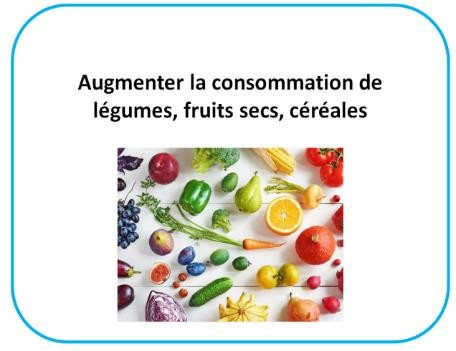 Augmenter la consommation de
légumes, fruits secs, céréales